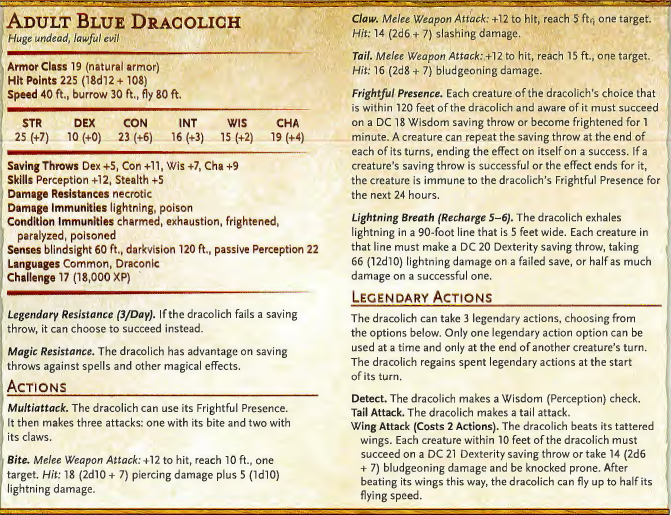 ADULT BLUE DRACOLICH
Huge undead, lawful evil
Armor Class 19 (natural armor)
Hit Points 225 (18d12 + 108)
Speed 40 ft., burrow 30 ft., fly 80 ft.
STR DEX CON INT WIS CHA
25 (+7) 10 (+0) 23 (+6) 16 (+3) 15 (+2) 19 (+4)
Saving Throws Dex +5, Con +11, Wis +7, Cha +9
Skills Perception +12, Stealth +5
Damage Resistances necrotic
Damage Immunities lightning, poison
Condition Immunities charmed, exhaustion, frightened,
paralyzed, poisoned
Senses blindsight 60 ft., darkvision 120 ft., passive Perception 22
Languages Common, Draconic
Challenge 17 (18,000 XP)
Legendary Resistance (3/Day). If the dracolich fails a saving
throw, it can choose to succeed instead.
Magic Resistance. The dracolich has advantage on saving
throws against spells and other magical effects.
ACTIONS
Multiattack. The dracolich can use its Frightful Presence.
It then makes three attacks: one with its bite and two with
its claws.
Bite. Melee Weapon Attack: +12 to hit, reach 10 ft., one
target. Hit: 18 (2d10 + 7) piercing damage plus 5 (1d10)
lightning damage.
Claw. Melee Weapon Attack: +12 to hit, reach 5 ft., one target.
Hit: 14 (2d6 + 7) slashing damage.
Tail. Melee Weapon Attack: +12 to hit, reach 15 ft., one target.
Hit: 16 (2d8 + 7) bludgeoning damage.
Frightful Presence. Each creature of the dracolich's choice that
is within 120 feet of the dracolich and aware of it must succeed
on a DC 18 Wisdom saving throw or become frightened for 1
minute. A creature can repeat the saving throw at the end of
each of its turns, ending the effect on itself on a success. If a
creature's saving throw is successful or the effect ends for it,
the creature is immune to the dracolich's Frightful Presence for
the next 24 hours.
Lightning Breath (Recharge 5–6). The dracolich exhales
lightning in a 90-foot line that is 5 feet wide. Each creature in
that line must make a DC 20 Dexterity saving throw, taking
66 (12d10) lightning damage on a failed save, or half as much
damage on a successful one.
LEGENDARY ACTIONS
The dracolich can take 3 legendary actions, choosing from
the options below. Only one legendary action option can be
used at a time and only at the end of another creature's turn.
The dracolich regains spent legendary actions at the start
of its turn.
Detect. The dracolich makes a Wisdom (Perception) check.
Tail Attack. The dracolich makes a tail attack.
Wing Attack (Costs 2 Actions). The dracolich beats its tattered
wings. Each creature within 10 feet of the dracolich must
succeed on a DC 21 Dexterity saving throw or take 14 (2d6
+ 7) bludgeoning damage and be knocked prone. After
beating its wings this way, the dracolich can fly up to half its
flying speed.